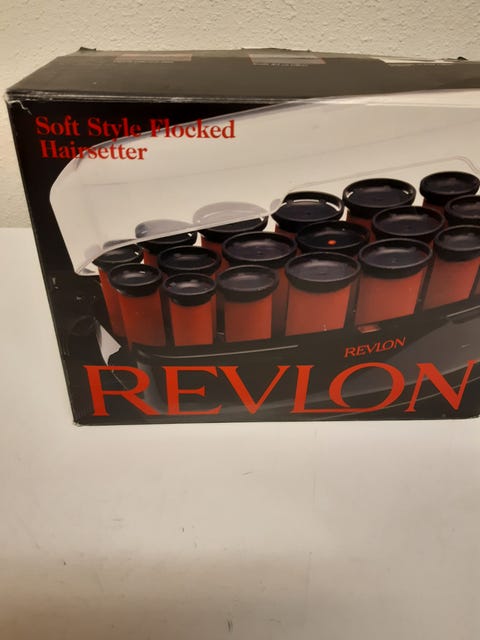 Soft Style Flocked
Hairsetter
REVLON
REVLON